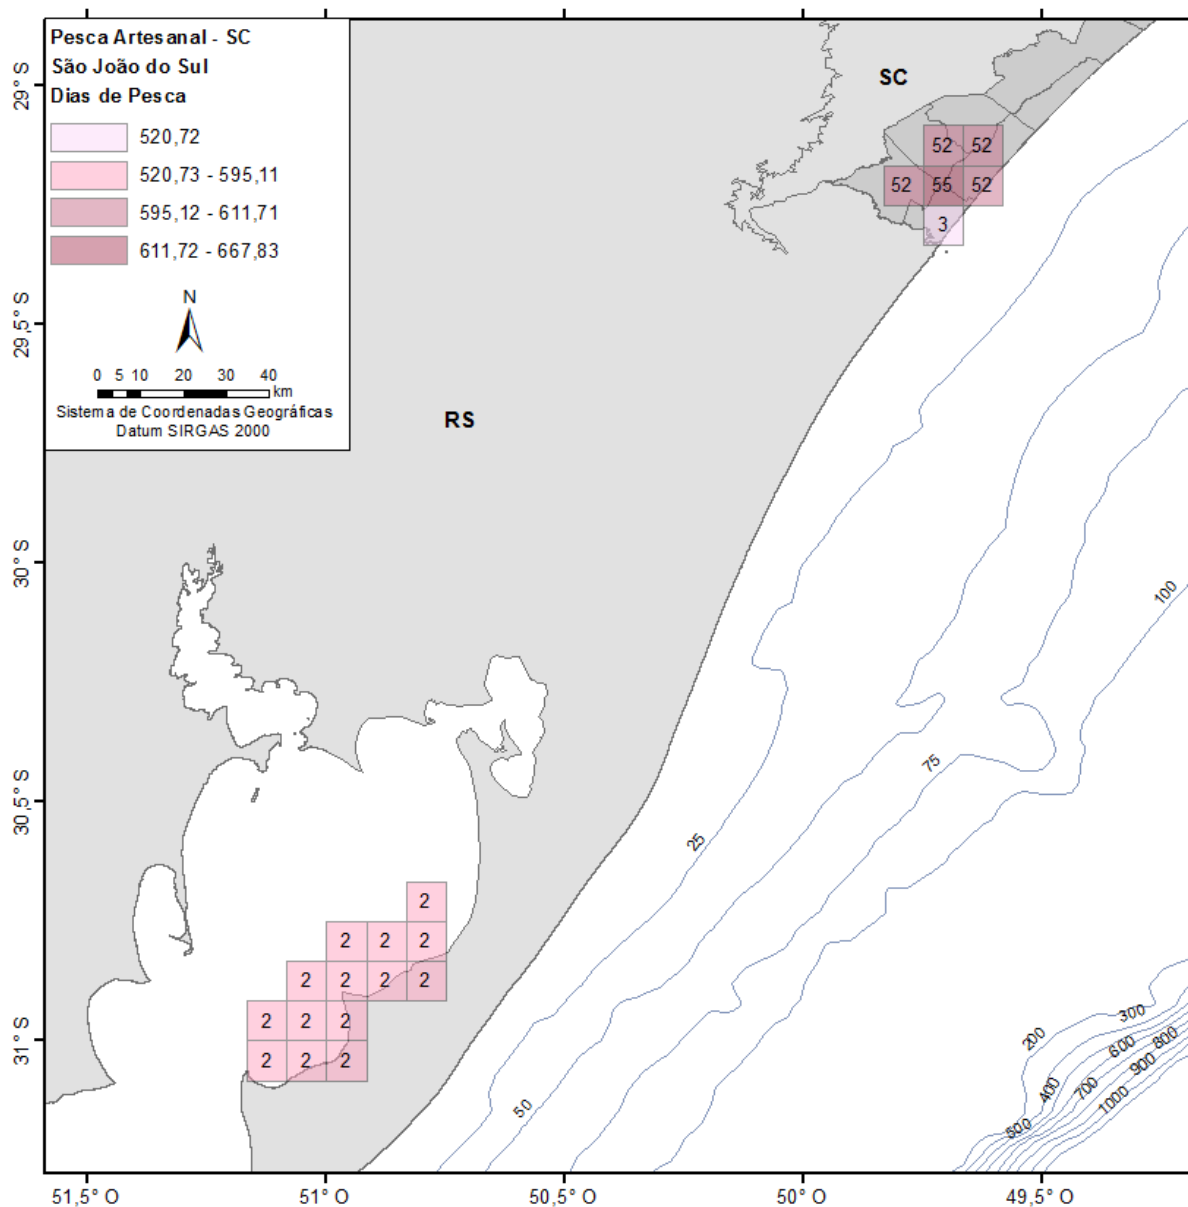 Pesca Artesanal - SC
São João do Sul
Dias de Pesca
520,72
520,73 - 595,11
595,12 - 611,71
611,72 - 667,83
N
0 5 10 20 30 40
km
Sistema de Coordenadas Geográficas
Datum SIRGAS 2000
SC
RS
52 52
52 55 52
3
2
2 2 2
2 2 2 2
2 2 2
2 2 2
25
50
75
100
200
300
400
500
600
700
800
900
1000
29° S
29,5° S
30° S
30,5° S
31° S
51,5° O 51° O 50,5° O 50° O 49,5° O